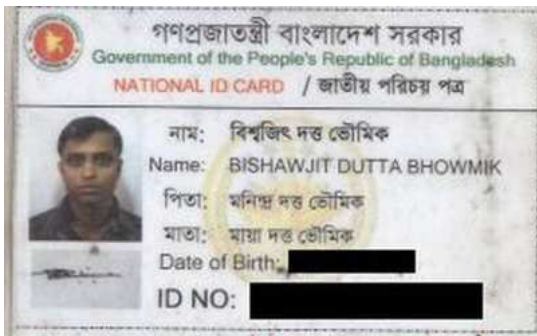 গণপ্রজাতন্ত্রী বাংলাদেশ সরকার
Government of the People's Republic of Bangladesh
NATIONAL ID CARD / জাতীয় পরিচয় পত্র
নাম: বিশ্বজিৎ দত্ত ভৌমিক
Name: BISHAWJIT DUTTA BHOWMIK
পিতা: মনিন্দ্র দত্ত ভৌমিক
মাতা: মায়া দত্ত ভৌমিক
Date of Birth:
ID NO: